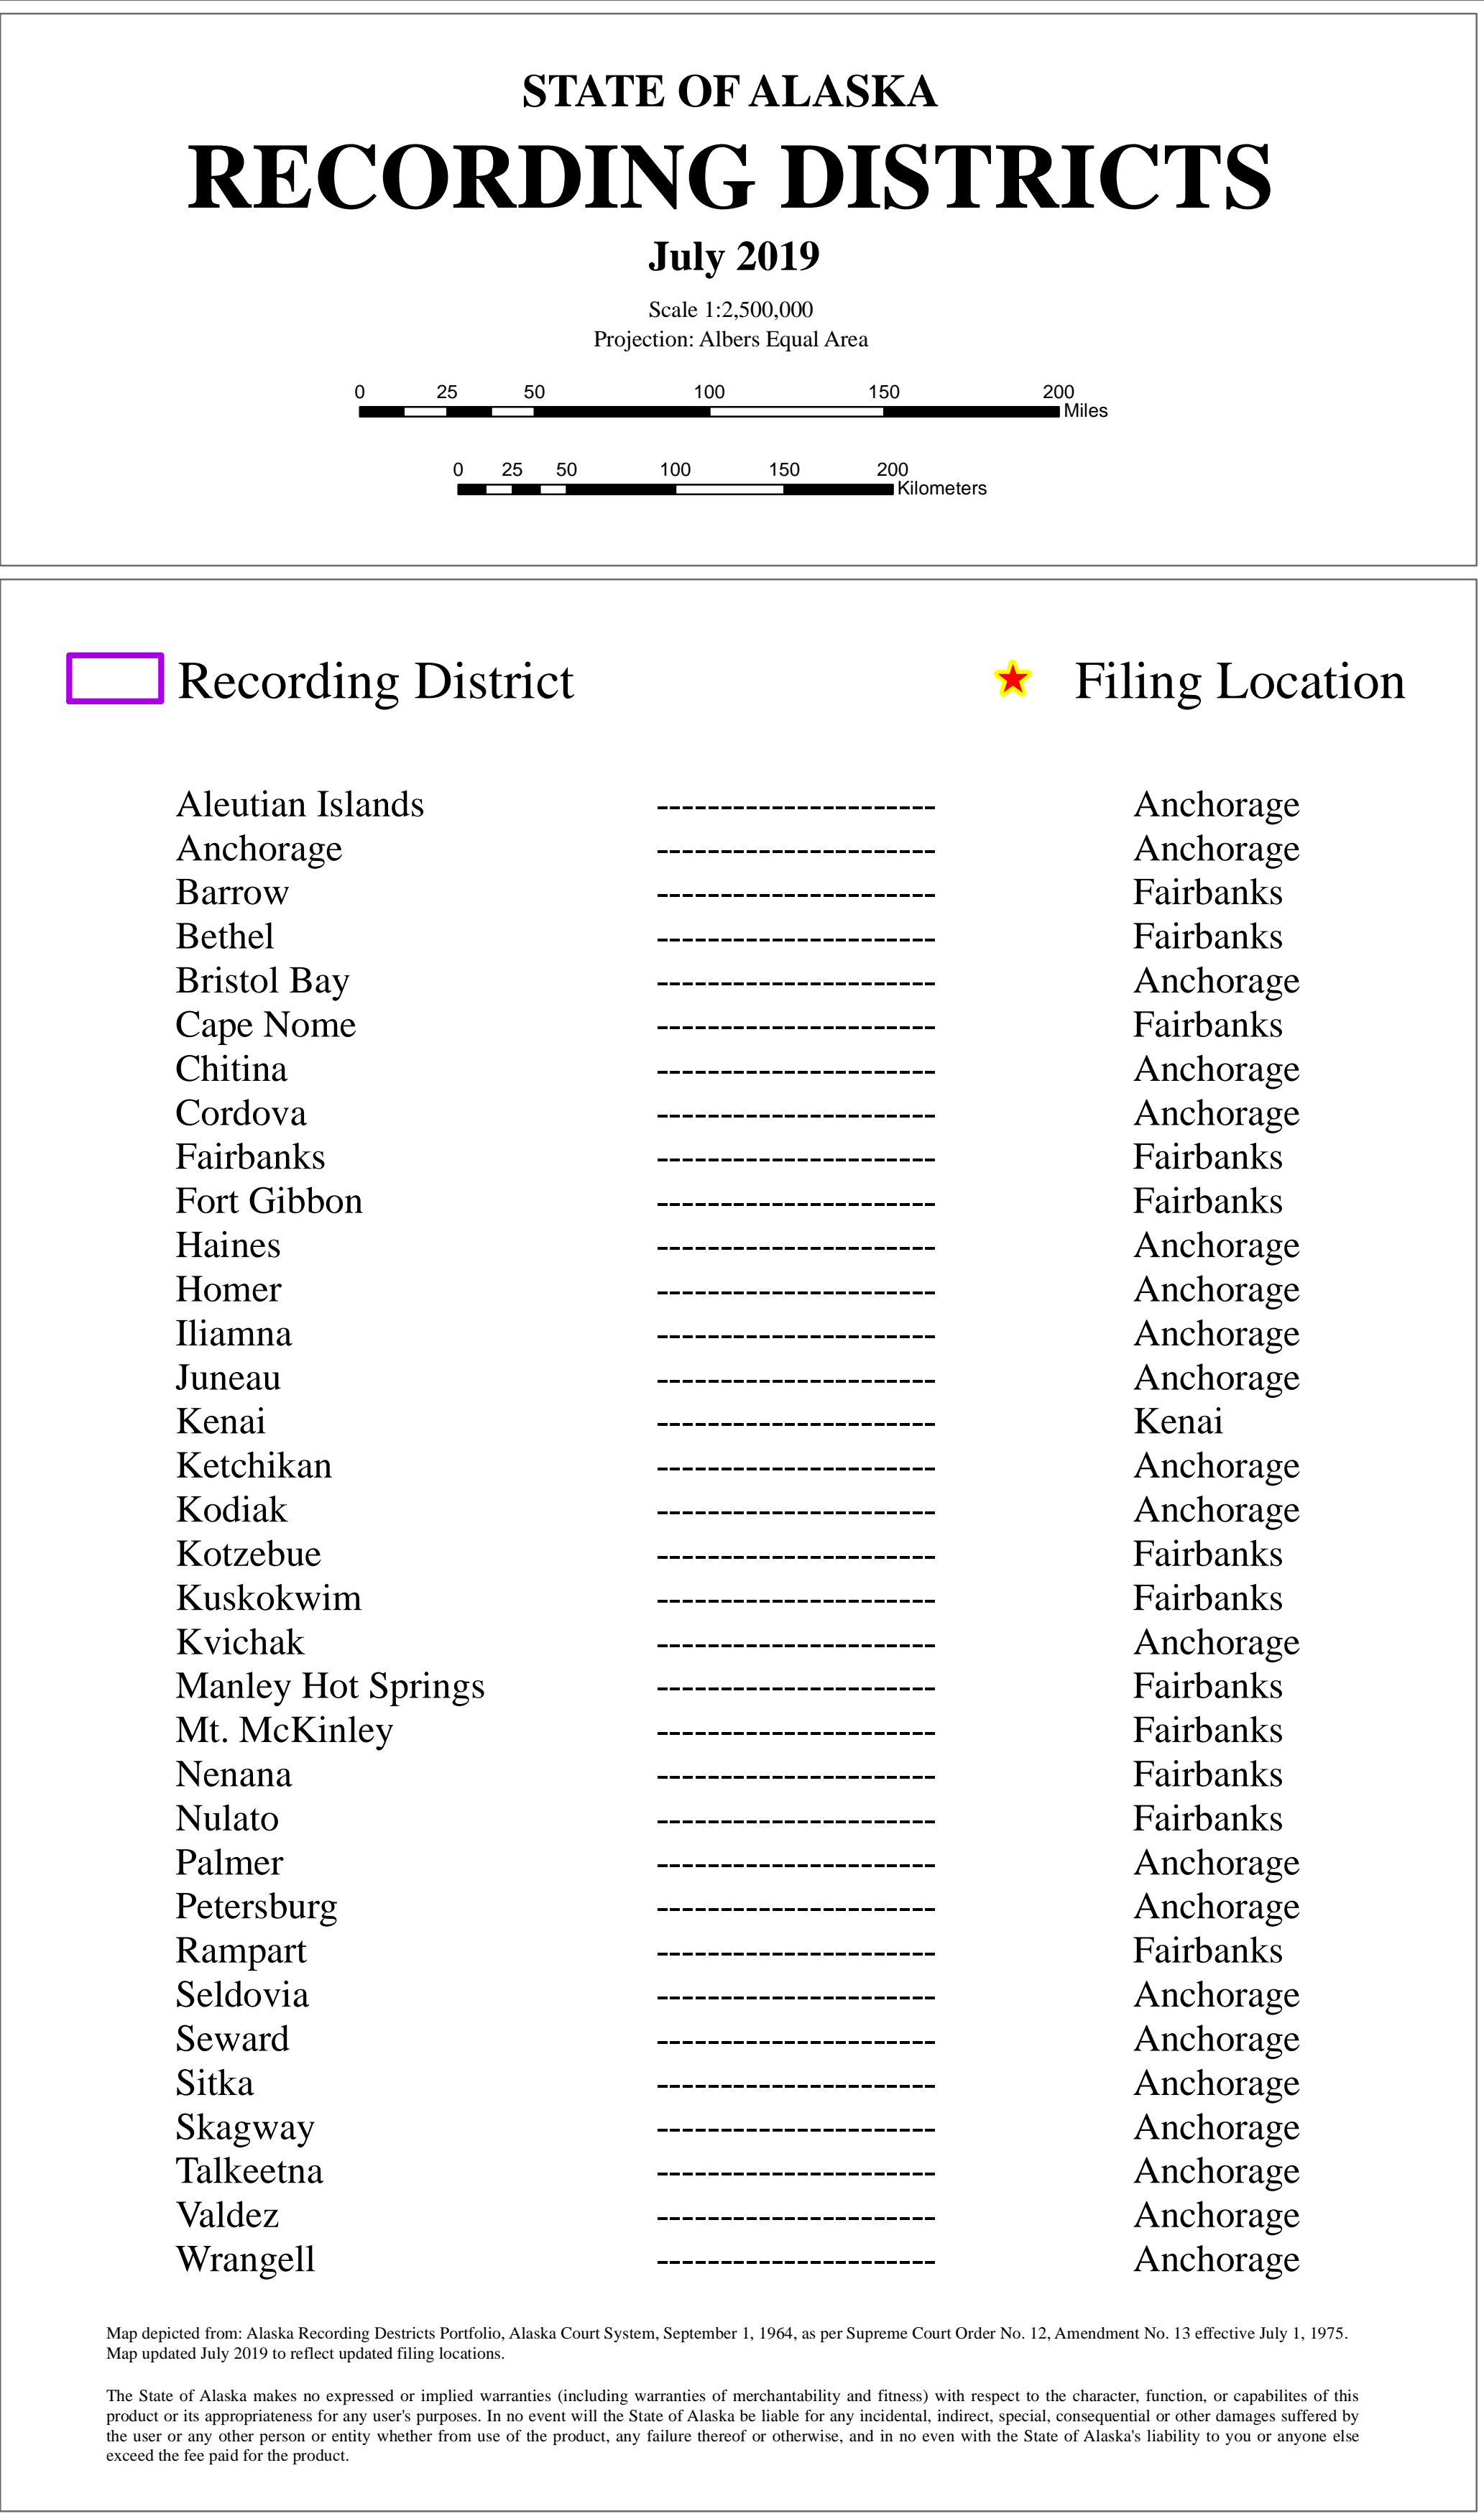 STATE OF ALASKA
RECORDING DISTRICTS
July 2019
Scale 1:2,500,000
Projection: Albers Equal Area
0 25 50 100 150 200
Miles
0 25 50 100 150 200
Kilometers
Recording District Filing Location
Aleutian Islands ---------------------- Anchorage
Anchorage ---------------------- Anchorage
Barrow ---------------------- Fairbanks
Bethel ---------------------- Fairbanks
Bristol Bay ---------------------- Anchorage
Cape Nome ---------------------- Fairbanks
Chitina ---------------------- Anchorage
Cordova ---------------------- Anchorage
Fairbanks ---------------------- Fairbanks
Fort Gibbon ---------------------- Fairbanks
Haines ---------------------- Anchorage
Homer ---------------------- Anchorage
Iliamna ---------------------- Anchorage
Juneau ---------------------- Anchorage
Kenai ---------------------- Kenai
Ketchikan ---------------------- Anchorage
Kodiak ---------------------- Anchorage
Kotzebue ---------------------- Fairbanks
Kuskokwim ---------------------- Fairbanks
Kvichak ---------------------- Anchorage
Manley Hot Springs ---------------------- Fairbanks
Mt. McKinley ---------------------- Fairbanks
Nenana ---------------------- Fairbanks
Nulato ---------------------- Fairbanks
Palmer ---------------------- Anchorage
Petersburg ---------------------- Anchorage
Rampart ---------------------- Fairbanks
Seldovia ---------------------- Anchorage
Seward ---------------------- Anchorage
Sitka ---------------------- Anchorage
Skagway ---------------------- Anchorage
Talkeetna ---------------------- Anchorage
Valdez ---------------------- Anchorage
Wrangell ---------------------- Anchorage
Map depicted from: Alaska Recording Destricts Portfolio, Alaska Court System, September 1, 1964, as per Supreme Court Order No. 12, Amendment No. 13 effective July 1, 1975.
Map updated July 2019 to reflect updated filing locations.
The State of Alaska makes no expressed or implied warranties (including warranties of merchantability and fitness) with respect to the character, function, or capabilites of this
product or its appropriateness for any user's purposes. In no event will the State of Alaska be liable for any incidental, indirect, special, consequential or other damages suffered by
the user or any other person or entity whether from use of the product, any failure thereof or otherwise, and in no even with the State of Alaska's liability to you or anyone else
exceed the fee paid for the product.